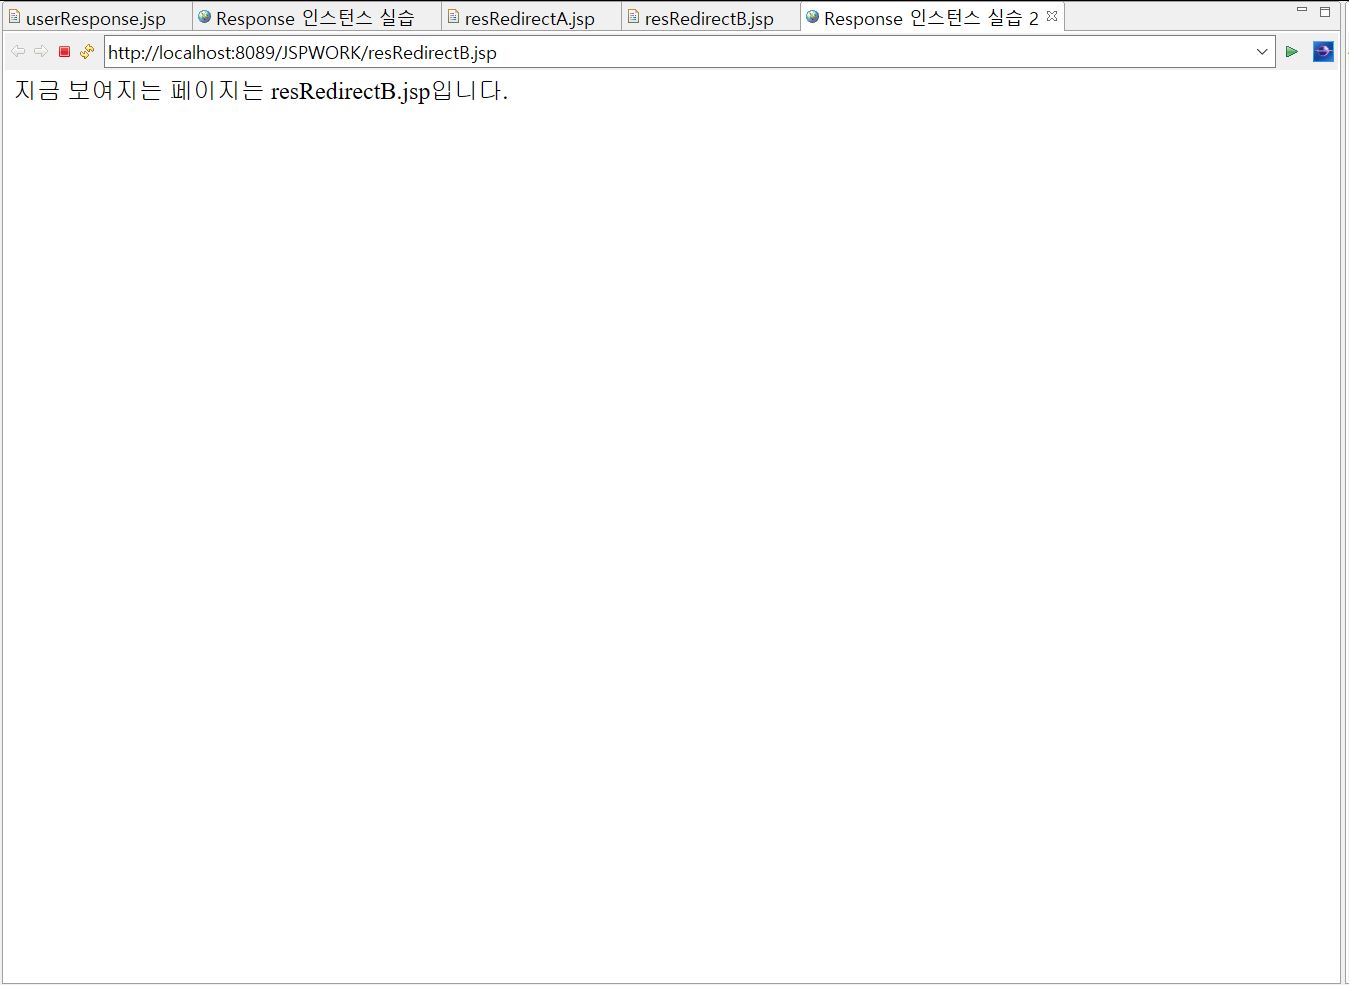 userResponse.jsp Response 인스턴스 실습 resRedirectA.jsp resRedirectB.jsp Response 인스턴스 실습 2
http://localhost:8089/JSPWORK/resRedirectB.jsp
지금 보여지는 페이지는 resRedirectB.jsp입니다.